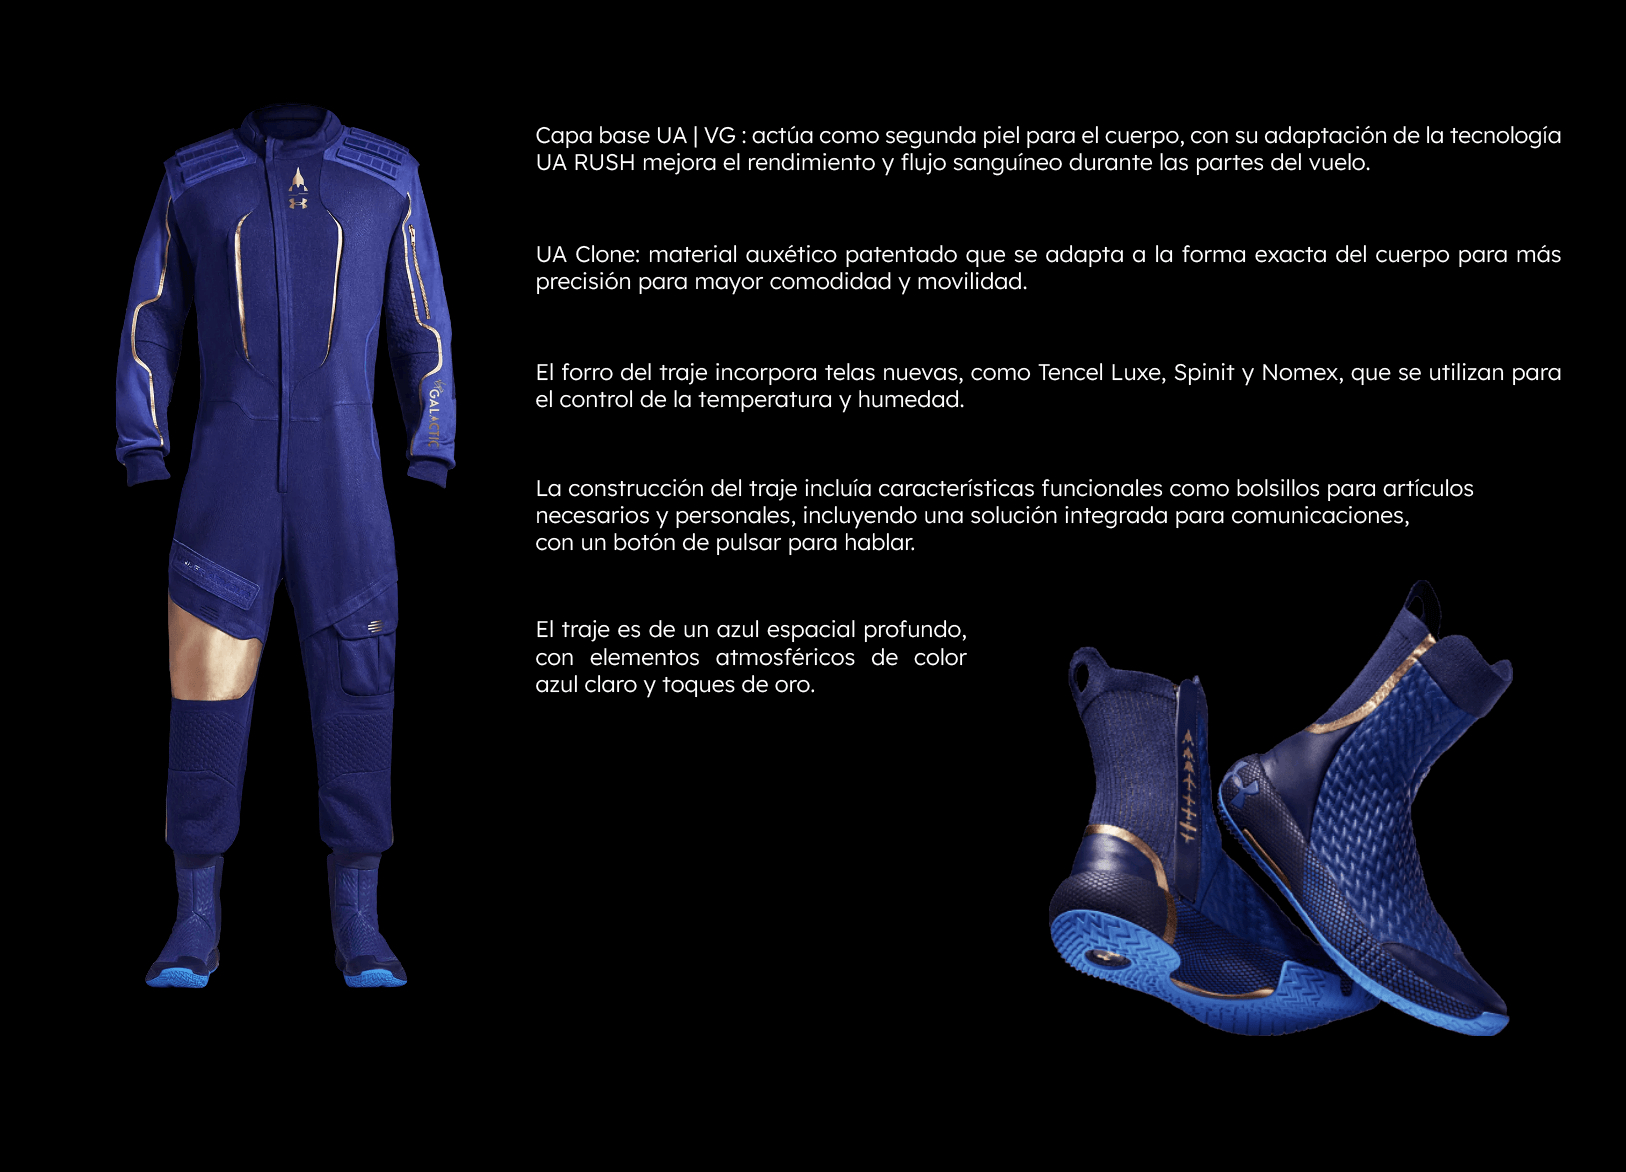 Capa base UA | VG : actúa como segunda piel para el cuerpo, con su adaptación de la tecnología
UA RUSH mejora el rendimiento y flujo sanguíneo durante las partes del vuelo.
UA Clone: material auxético patentado que se adapta a la forma exacta del cuerpo para más
precisión para mayor comodidad y movilidad.
El forro del traje incorpora telas nuevas, como Tencel Luxe, Spinit y Nomex, que se utilizan para
el control de la temperatura y humedad.
La construcción del traje incluía características funcionales como bolsillos para artículos
necesarios y personales, incluyendo una solución integrada para comunicaciones,
con un botón de pulsar para hablar.
El traje es de un azul espacial profundo,
con elementos atmosféricos de color
azul claro y toques de oro.
GALACTIC